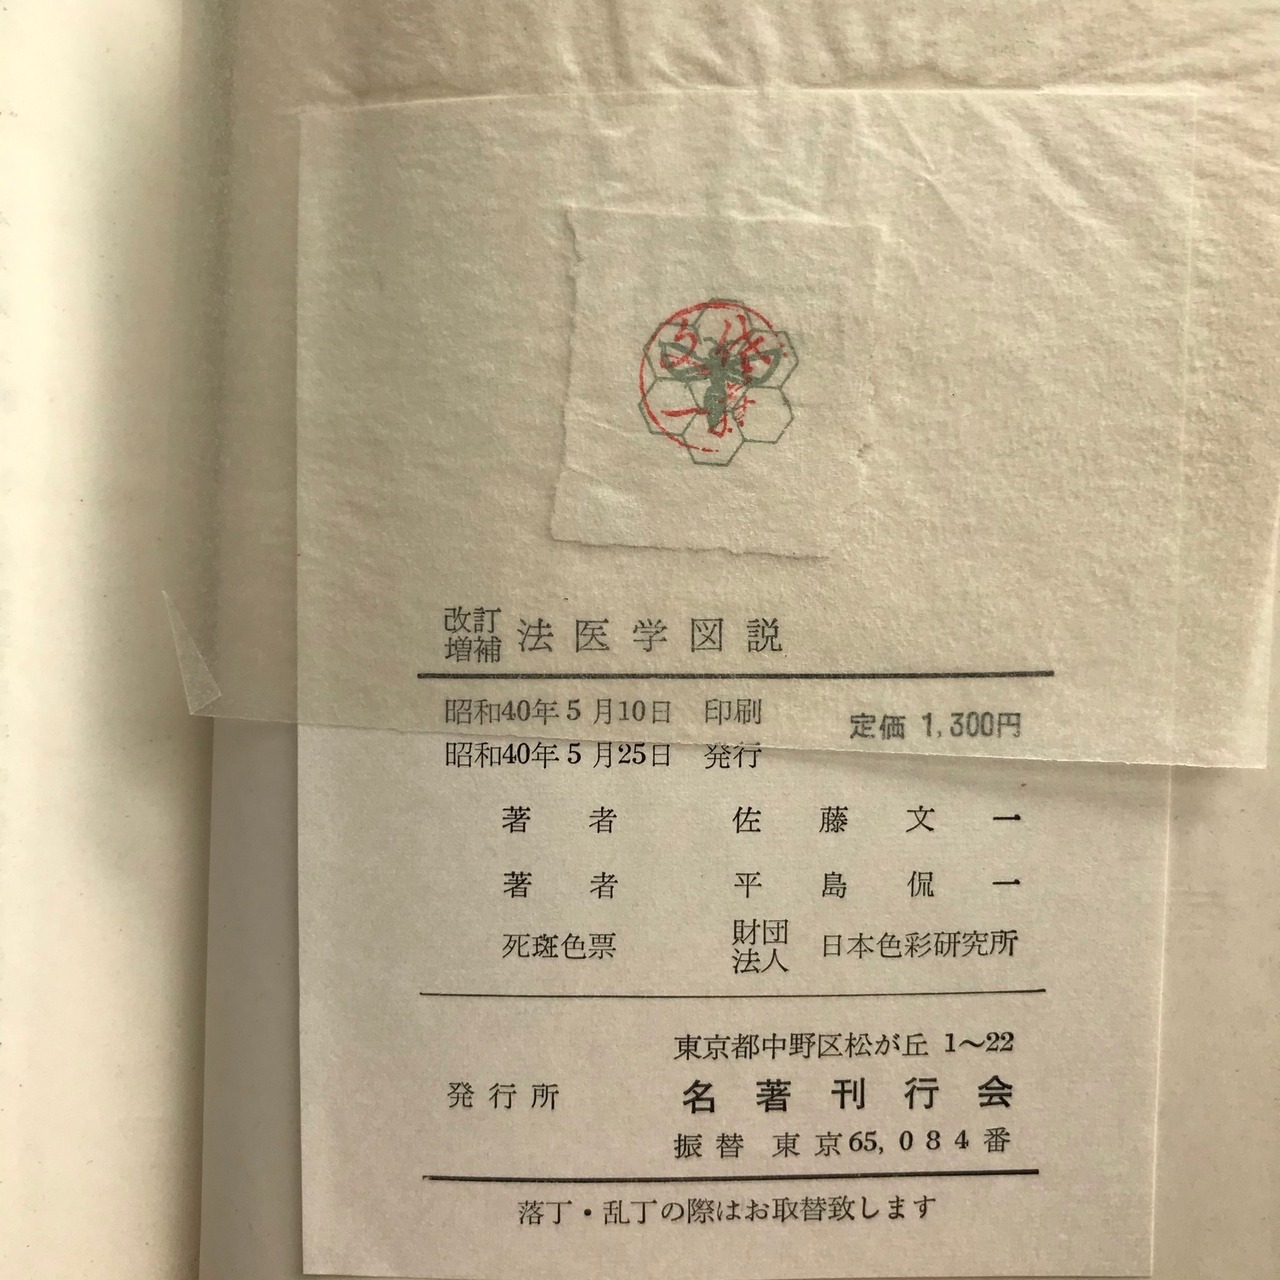 佐藤
文一
改訂増補 法医学図説
昭和40年5月10日 印刷
定価 1,300円
昭和40年5月25日 発行
著者 佐藤文一
著者 平島侃一
死斑色票 財団法人 日本色彩研究所
東京都中野区松が丘 1〜22
発行所 名著刊行会
振替 東京65,084番
落丁・乱丁の際はお取替致します